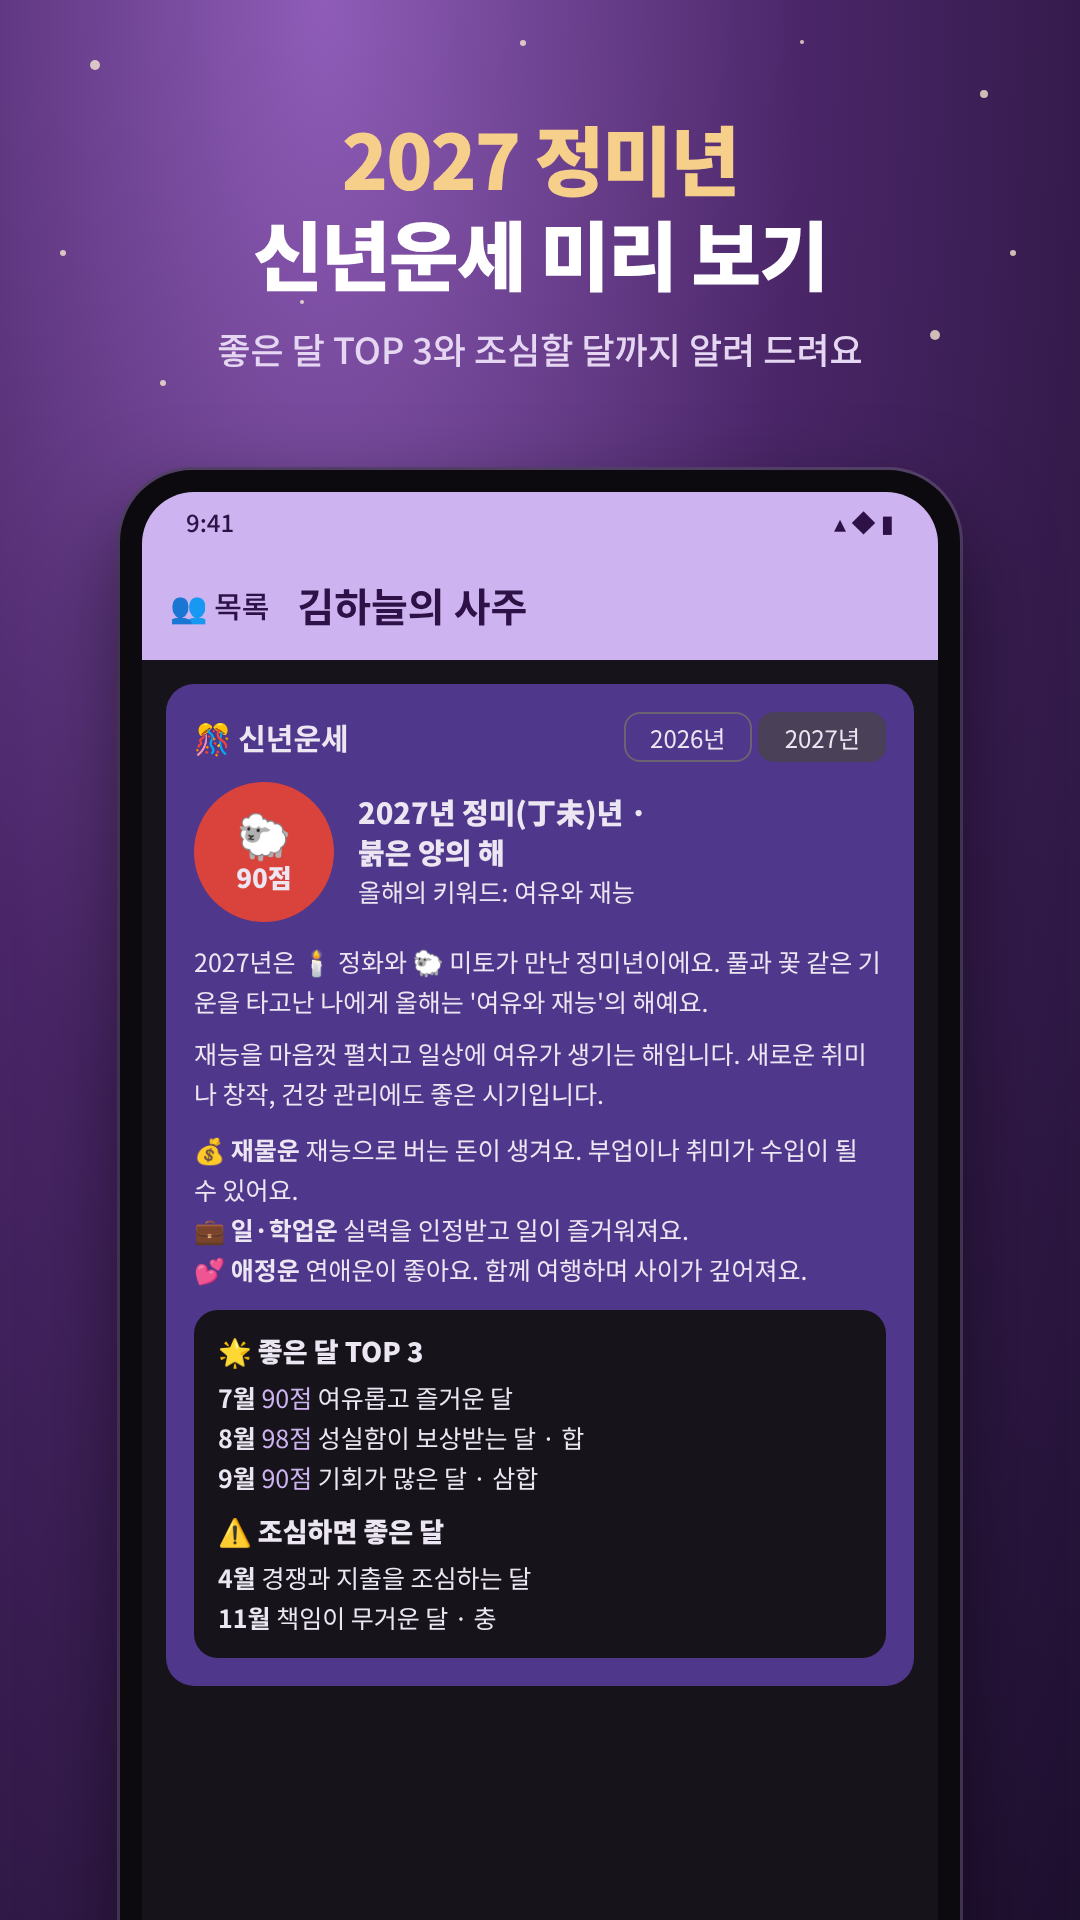 2027 정미년
신년운세 미리 보기
좋은 달 TOP 3와 조심할 달까지 알려 드려요
9:41
👥 목록 김하늘의 사주
🎊 신년운세 2026년 2027년
🐑
90점
2027년 정미(丁未)년 ·
붉은 양의 해
올해의 키워드: 여유와 재능
2027년은 🕯️ 정화와 🐑 미토가 만난 정미년이에요. 풀과 꽃 같은 기
운을 타고난 나에게 올해는 '여유와 재능'의 해예요.
재능을 마음껏 펼치고 일상에 여유가 생기는 해입니다. 새로운 취미
나 창작, 건강 관리에도 좋은 시기입니다.
💰 재물운 재능으로 버는 돈이 생겨요. 부업이나 취미가 수입이 될
수 있어요.
💼 일·학업운 실력을 인정받고 일이 즐거워져요.
💕 애정운 연애운이 좋아요. 함께 여행하며 사이가 깊어져요.
🌟 좋은 달 TOP 3
7월 90점 여유롭고 즐거운 달
8월 98점 성실함이 보상받는 달 · 합
9월 90점 기회가 많은 달 · 삼합
⚠️ 조심하면 좋은 달
4월 경쟁과 지출을 조심하는 달
11월 책임이 무거운 달 · 충